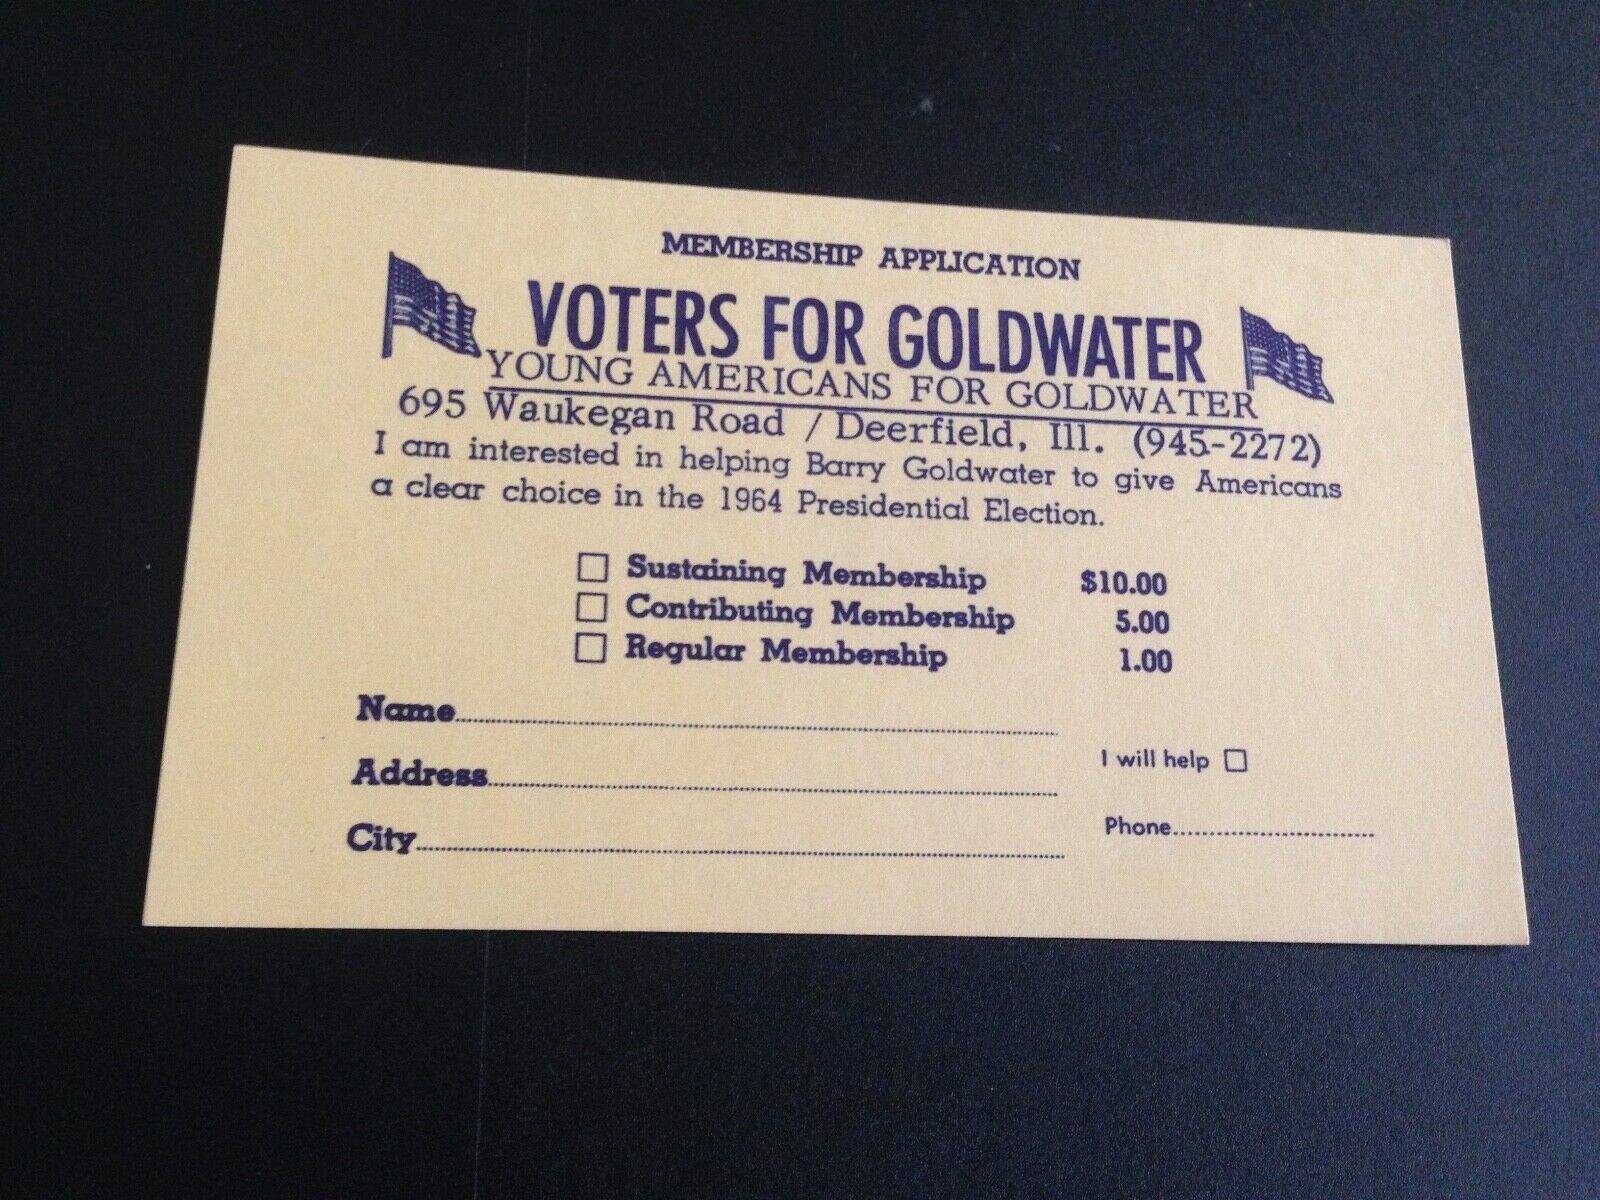 MEMBERSHIP APPLICATION
VOTERS FOR GOLDWATER
YOUNG AMERICANS FOR GOLDWATER
695 Waukegan Road / Deerfield, Ill. (945-2272)
I am interested in helping Barry Goldwater to give Americans
a clear choice in the 1964 Presidential Election.
Sustaining Membership $10.00
Contributing Membership 5.00
Regular Membership 1.00
Name
I will help
Address
Phone
City